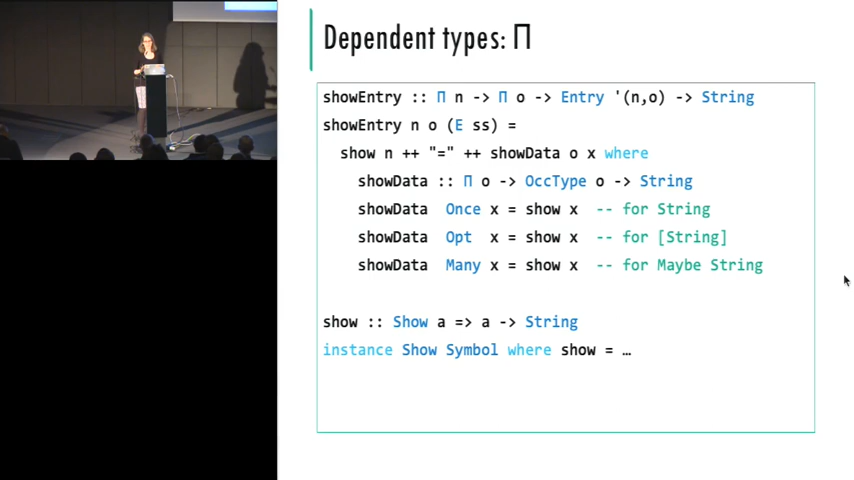 Dependent types: Π
showEntry :: Π n -> Π o -> Entry '(n,o) -> String
showEntry n o (E ss) =
show n ++ "=" ++ showData o x where
showData :: Π o -> OccType o -> String
showData Once x = show x -- for String
showData Opt x = show x -- for [String]
showData Many x = show x -- for Maybe String
show :: Show a => a -> String
instance Show Symbol where show = …